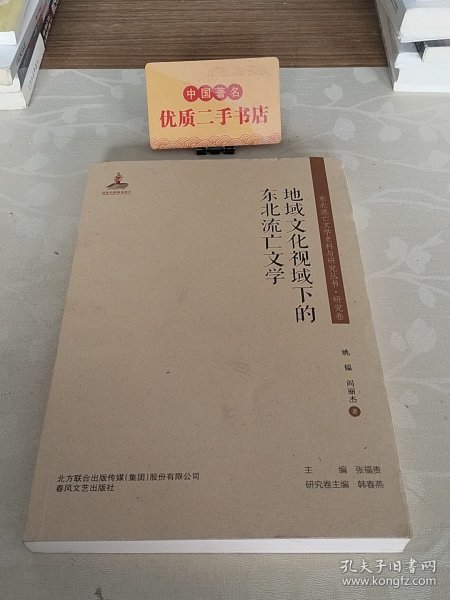 中国著名
优质二手书店
东北流亡文学史料与研究丛书·研究卷
地域文化视域下的
东北流亡文学
姚韫 闫丽杰 著
主 编 张福贵
研究卷主编 韩春燕
北方联合出版传媒(集团)股份有限公司
春风文艺出版社
孔夫子旧书网
www.kongfz.com